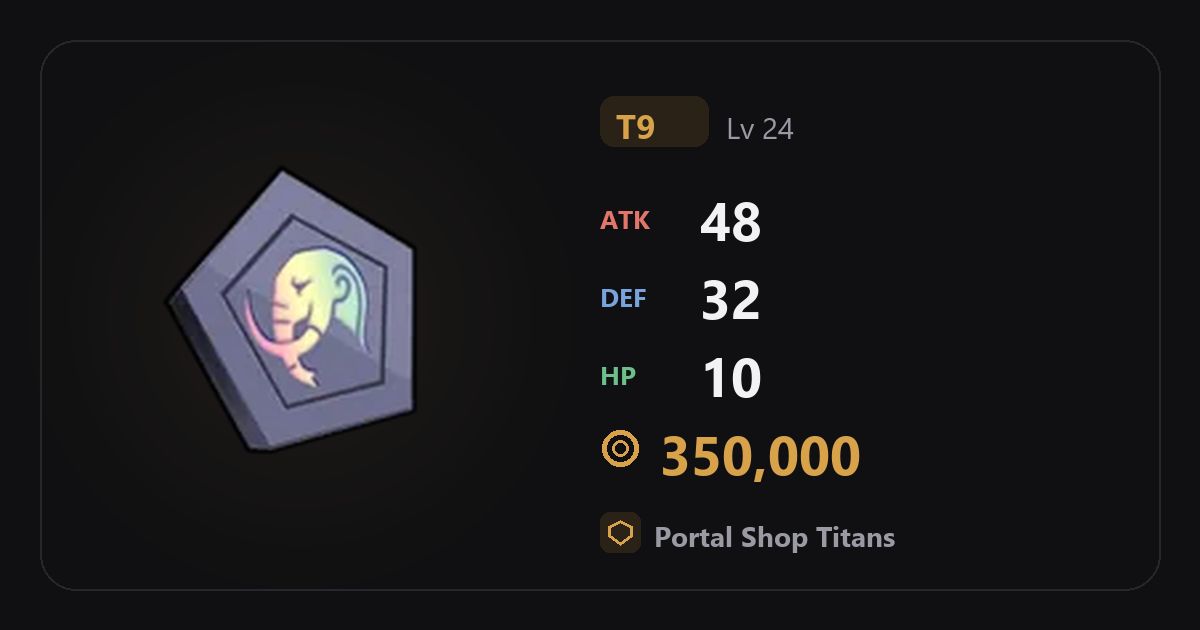 T9 Lv 24
ATK 48
DEF 32
HP 10
350,000
Portal Shop Titans